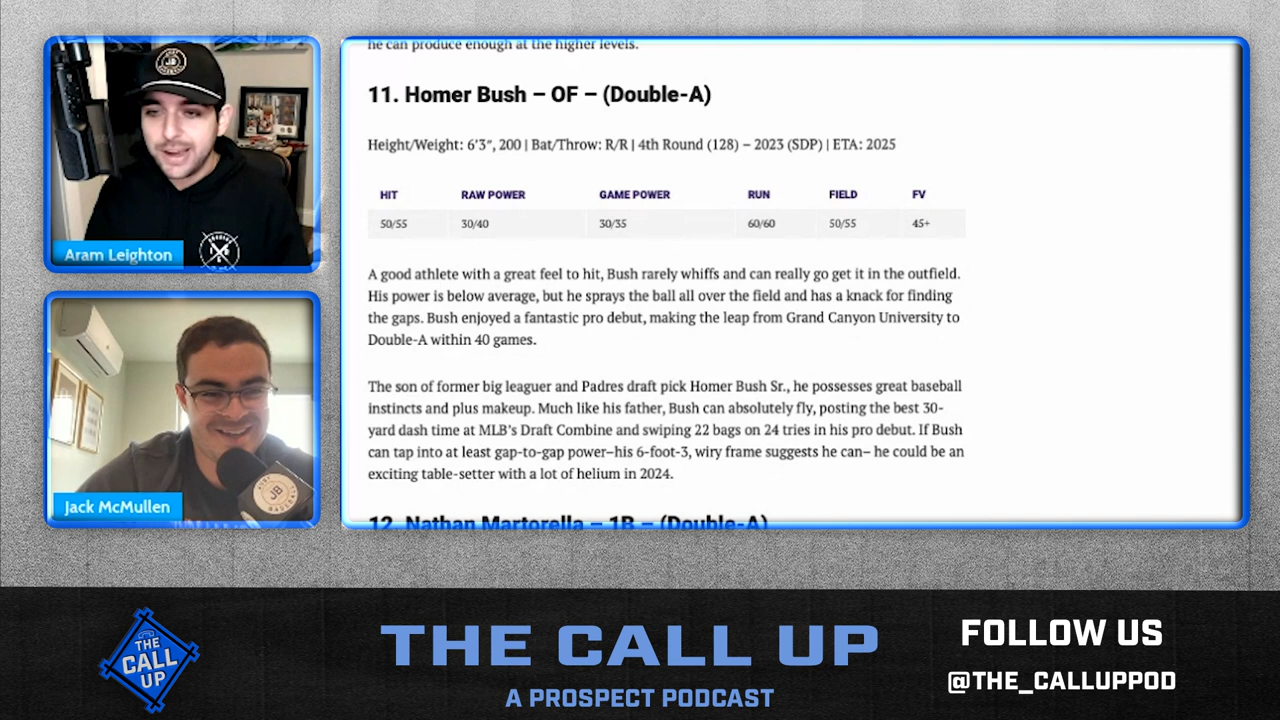 he can produce enough at the higher levels.
11. Homer Bush – OF – (Double-A)
Height/Weight: 6'3", 200 | Bat/Throw: R/R | 4th Round (128) – 2023 (SDP) | ETA: 2025
HIT RAW POWER GAME POWER RUN FIELD FV
50/55 30/40 30/35 60/60 50/55 45+
A good athlete with a great feel to hit, Bush rarely whiffs and can really go get it in the outfield.
His power is below average, but he sprays the ball all over the field and has a knack for finding
the gaps. Bush enjoyed a fantastic pro debut, making the leap from Grand Canyon University to
Double-A within 40 games.
The son of former big leaguer and Padres draft pick Homer Bush Sr., he possesses great baseball
instincts and plus makeup. Much like his father, Bush can absolutely fly, posting the best 30-
yard dash time at MLB's Draft Combine and swiping 22 bags on 24 tries in his pro debut. If Bush
can tap into at least gap-to-gap power–his 6-foot-3, wiry frame suggests he can– he could be an
exciting table-setter with a lot of helium in 2024.
12. Nathan Martorella – 1B – (Double-A)
Aram Leighton
JB
Jack McMullen
THE
CALL
UP
THE CALL UP
A PROSPECT PODCAST
FOLLOW US
@THE_CALLUPPOD